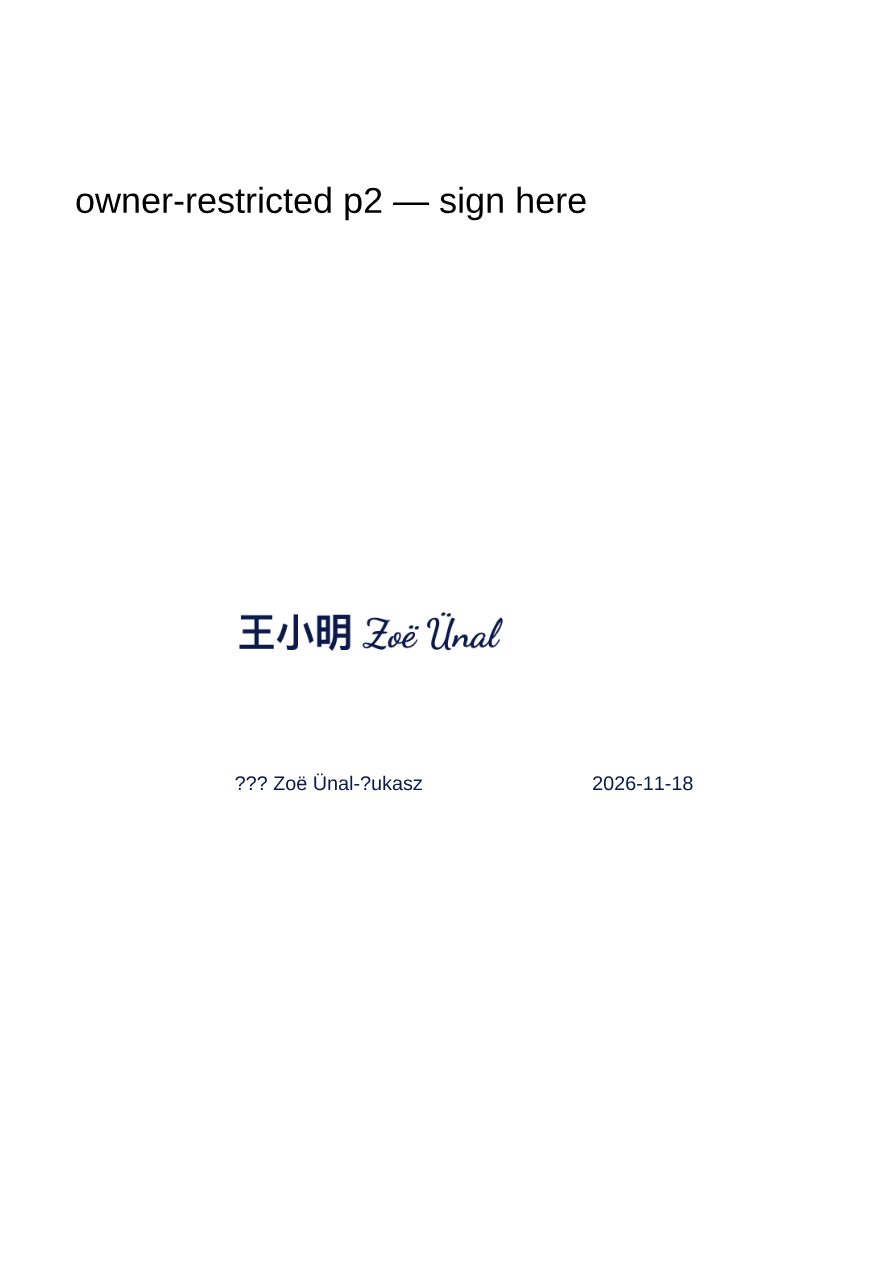 owner-restricted p2 — sign here
王小明 Zoë Ünal
??? Zoë Ünal-?ukasz 2026-11-18